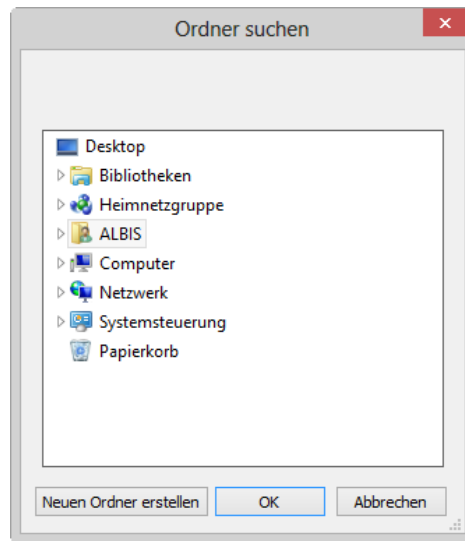 Ordner suchen
Desktop
Bibliotheken
Heimnetzgruppe
ALBIS
Computer
Netzwerk
Systemsteuerung
Papierkorb
Neuen Ordner erstellen OK Abbrechen